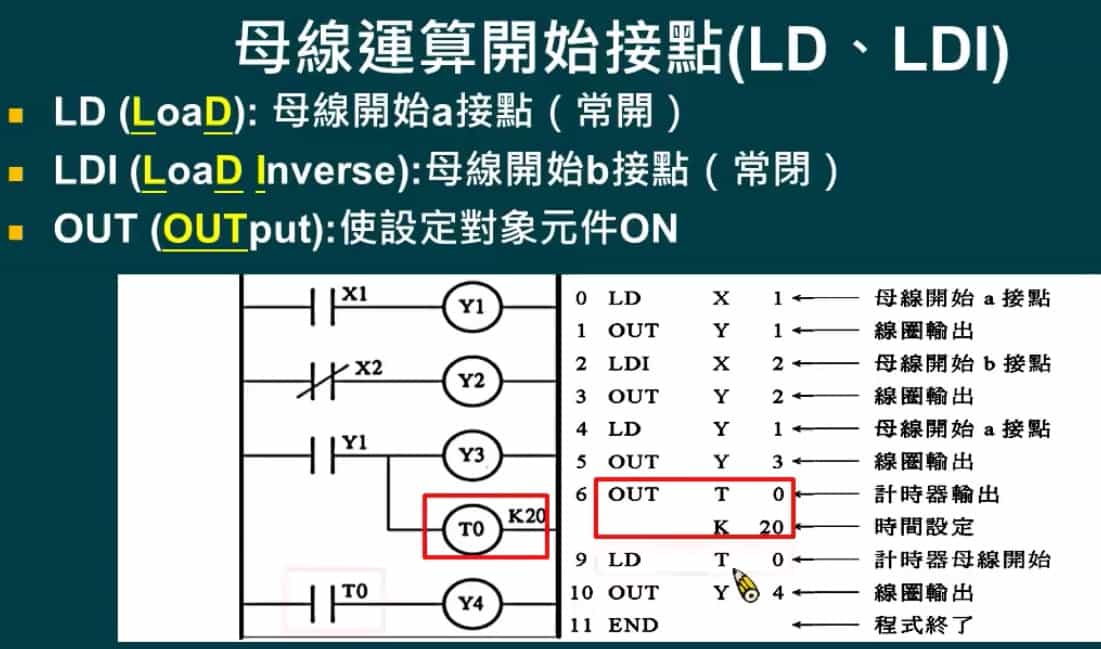 母線運算開始接點(LD、LDI)
LD (LoaD): 母線開始a接點（常開）
LDI (LoaD Inverse):母線開始b接點（常閉）
OUT (OUTput):使設定對象元件ON
X1 Y1
X2 Y2
Y1 Y3
T0 K20
T0 Y4
0 LD X 1 母線開始 a 接點
1 OUT Y 1 線圈輸出
2 LDI X 2 母線開始 b 接點
3 OUT Y 2 線圈輸出
4 LD Y 1 母線開始 a 接點
5 OUT Y 3 線圈輸出
6 OUT T 0 計時器輸出
K 20 時間設定
9 LD T 0 計時器母線開始
10 OUT Y 4 線圈輸出
11 END 程式終了